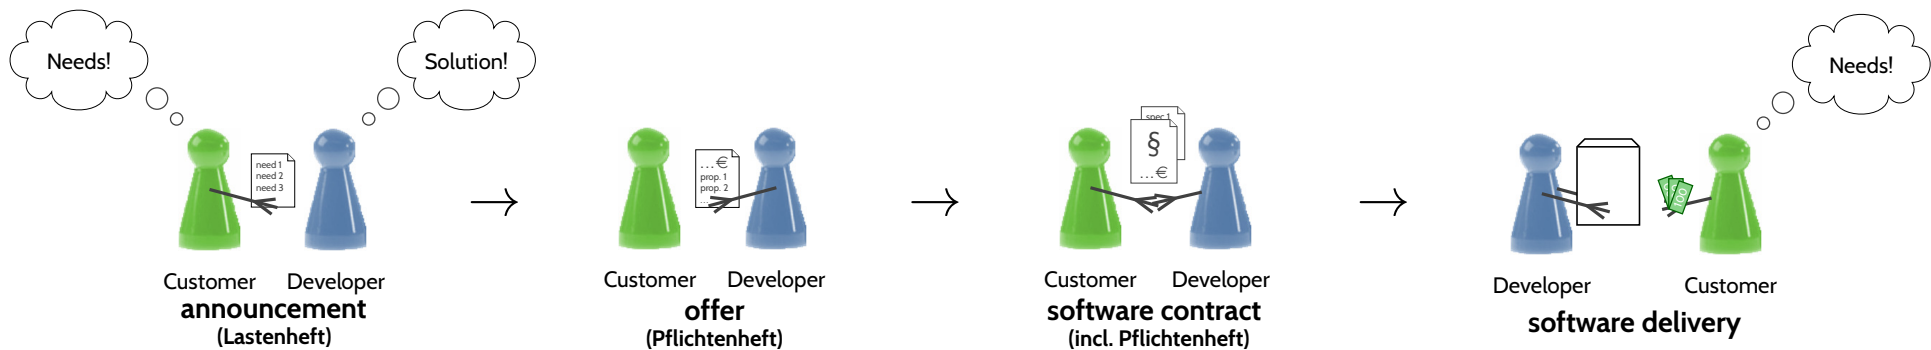 Needs!
Solution!
need 1
need 2
need 3
Customer
Developer
announcement
(Lastenheft)
...€
prop. 1
prop. 2
...
Customer
Developer
offer
(Pflichtenheft)
spec 1
§
...€
Customer
Developer
software contract
(incl. Pflichtenheft)
Needs!
100
Developer
Customer
software delivery